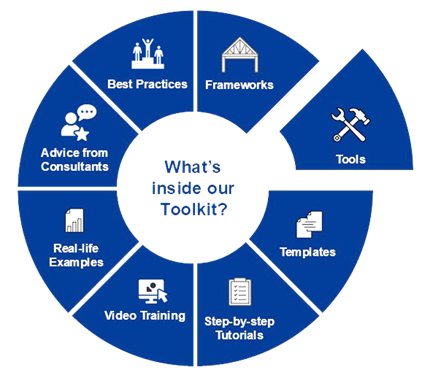 Best Practices
Frameworks
Tools
Templates
Step-by-step
Tutorials
Video Training
Real-life
Examples
Advice from
Consultants
What's
inside our
Toolkit?